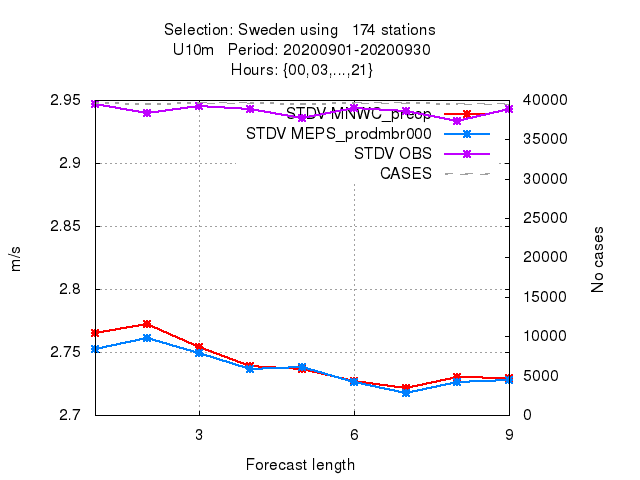 Selection: Sweden using 174 stations
U10m Period: 20200901-20200930
Hours: {00,03,...,21}
STDV MNWC_preop
STDV MEPS_prodmbr000
STDV OBS
CASES
2.95
2.9
2.85
2.8
2.75
2.7
m/s
40000
35000
30000
25000
20000
15000
10000
5000
0
No cases
3 6 9
Forecast length